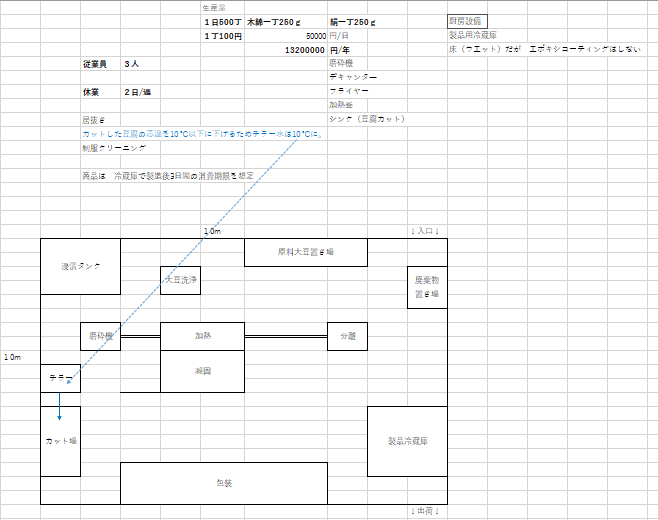 生産業
1日500丁 木綿一丁250g 絹一丁250g 厨房設備
1丁100円 50000 円/日 製品用冷蔵庫
13200000 円/年 床(ウエット)だが エポキシコーティングはしない
従業員 3人 磨砕機
デキャンター
休業 2日/週 フライヤー
加熱釜
居抜き シンク(豆腐カット)
カットした豆腐の芯温を10℃以下に下げるためチラー水は10℃に。
制服クリーニング
商品は 冷蔵庫で製造後3日間の消費期限を想定
10m ↓入口↓
浸漬タンク 原料大豆置き場
大豆洗浄 廃棄物
置き場
磨砕機 加熱 分離
10m
凝固
チラー
カット場 製品冷蔵庫
包装
↓出荷↓